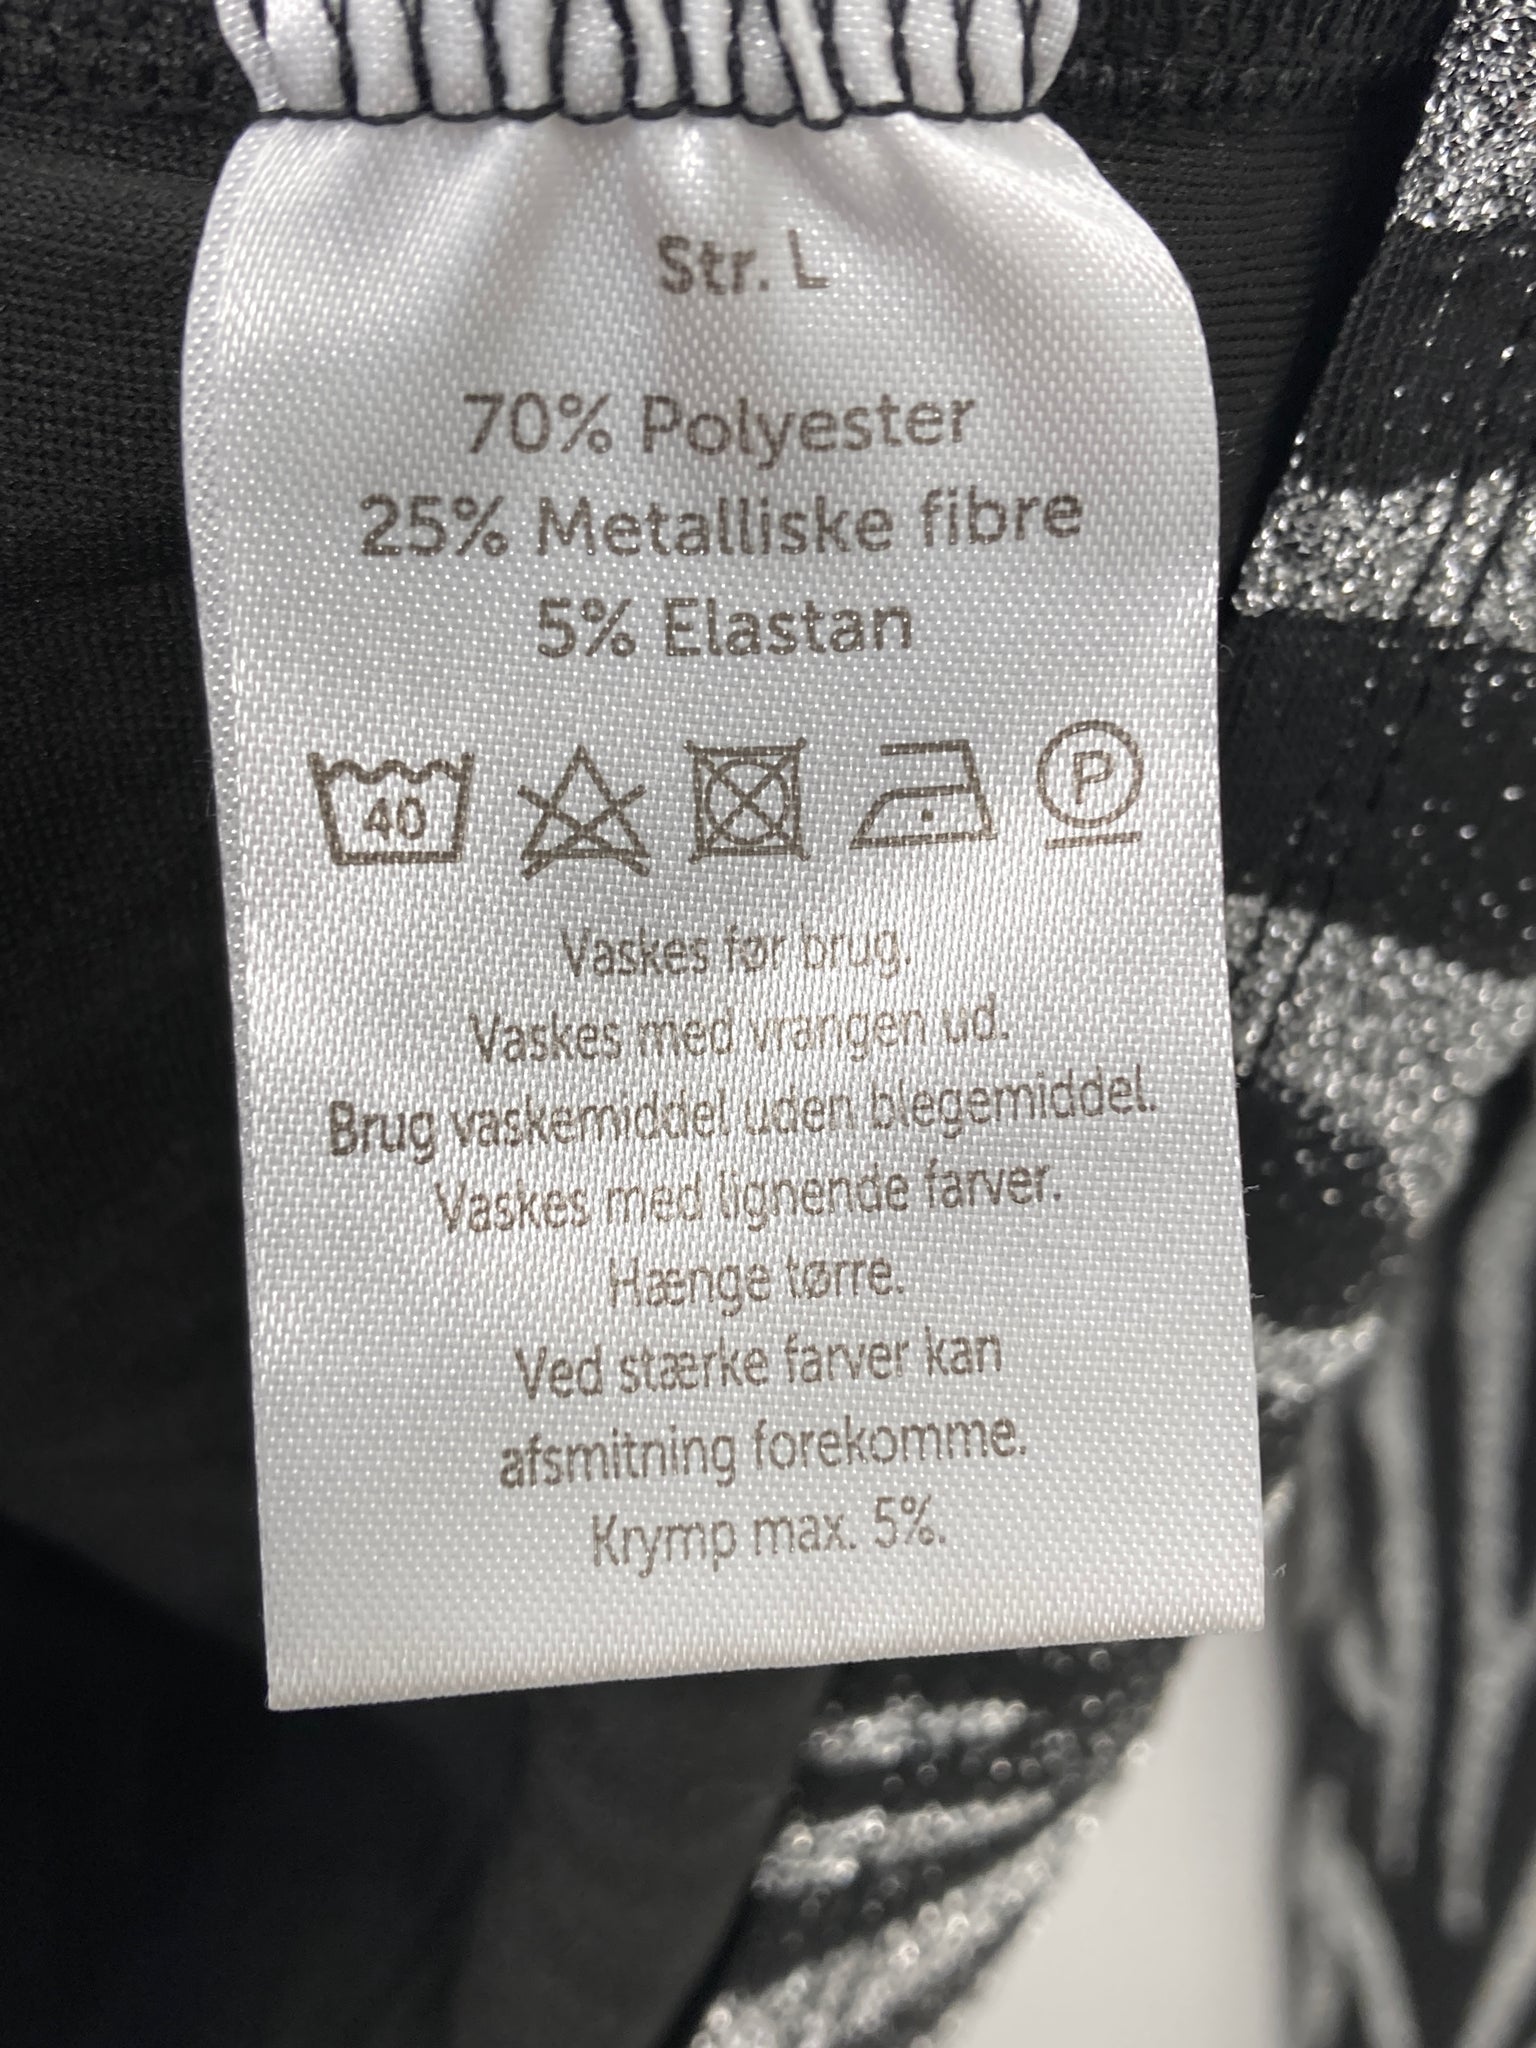 Str. L
70% Polyester
25% Metalliske fibre
5% Elastan
40 P
Vaskes før brug.
Vaskes med vrangen ud.
Brug vaskemiddel uden blegemiddel.
Vaskes med lignende farver.
Hænge tørre.
Ved stærke farver kan
afsmitning forekomme.
Krymp max. 5%.